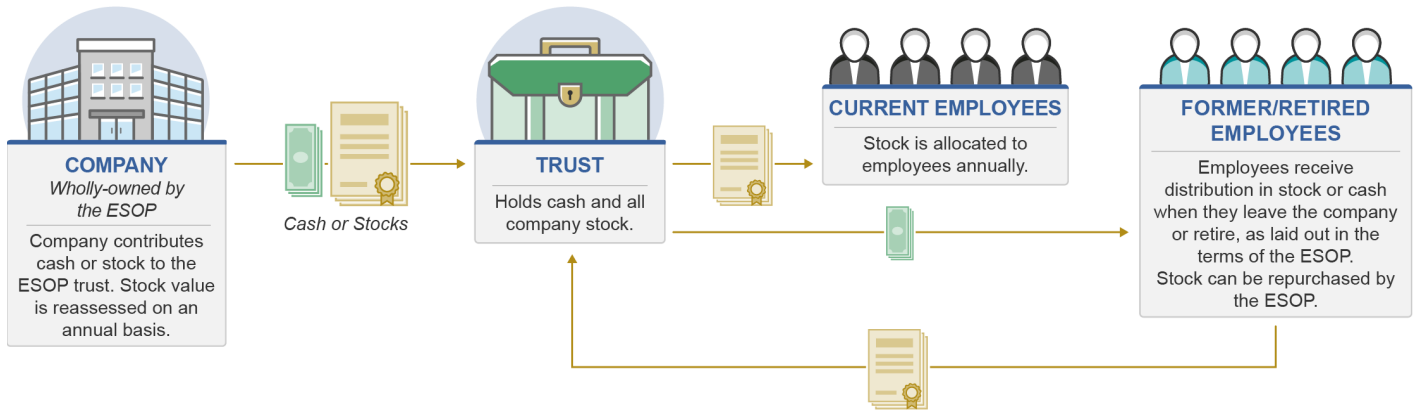 COMPANY
Wholly-owned by
the ESOP
Company contributes
cash or stock to the
ESOP trust. Stock value
is reassessed on an
annual basis.
Cash or Stocks
TRUST
Holds cash and all
company stock.
CURRENT EMPLOYEES
Stock is allocated to
employees annually.
FORMER/RETIRED
EMPLOYEES
Employees receive
distribution in stock or cash
when they leave the company
or retire, as laid out in the
terms of the ESOP.
Stock can be repurchased by
the ESOP.